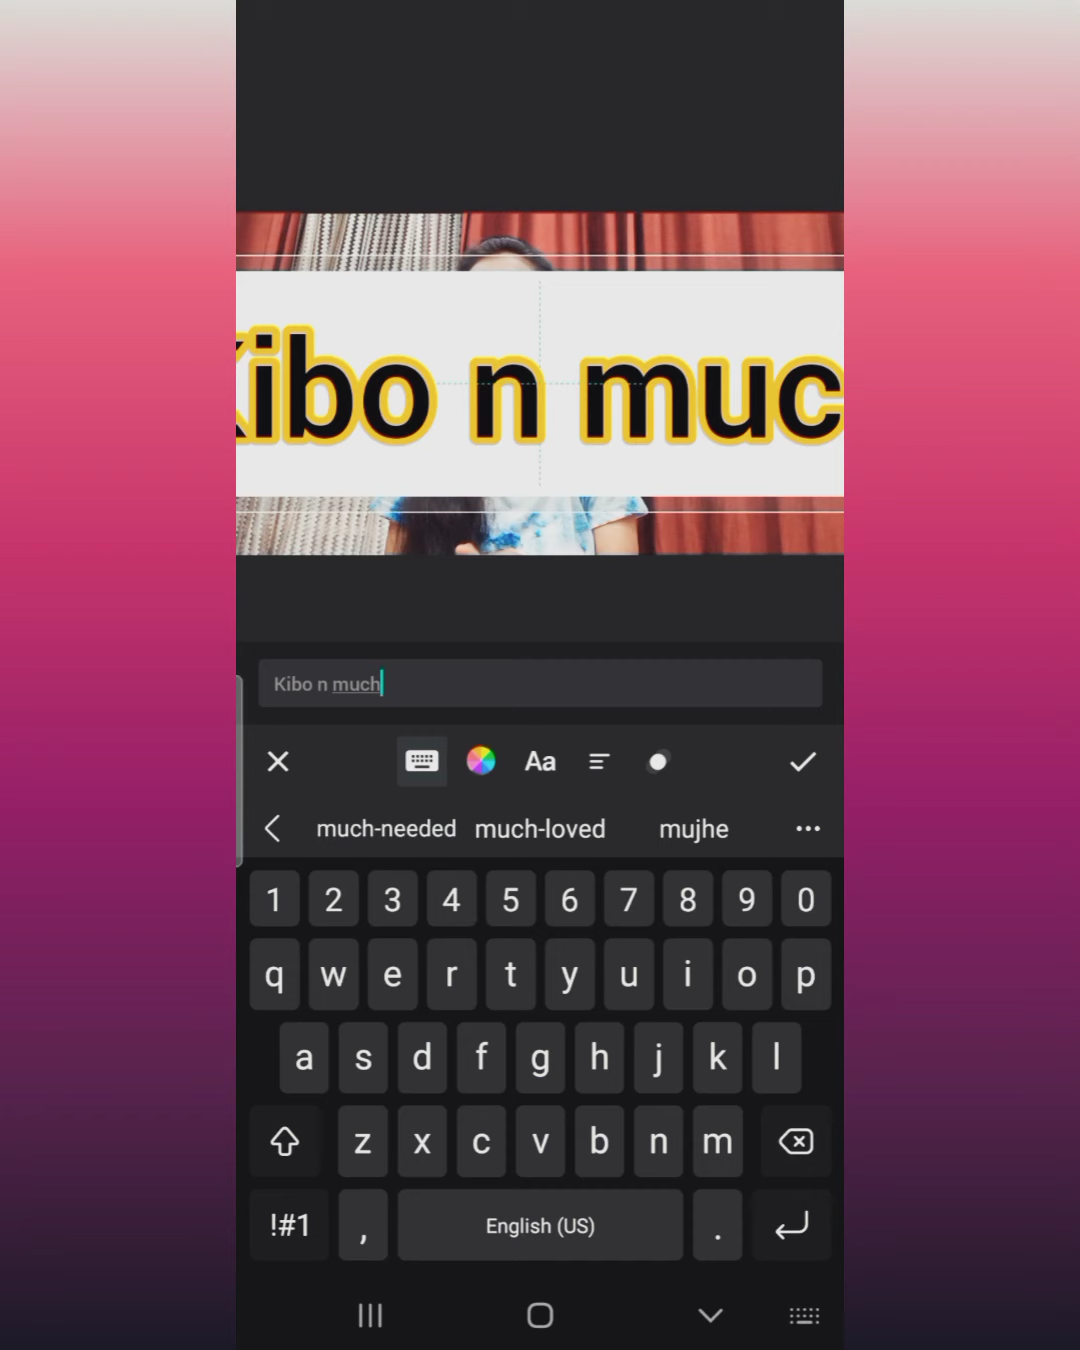 Kibo n muc
Kibo n much
Aa
much-needed much-loved mujhe
1 2 3 4 5 6 7 8 9 0
q w e r t y u i o p
a s d f g h j k l
z x c v b n m
!#1 , English (US) .